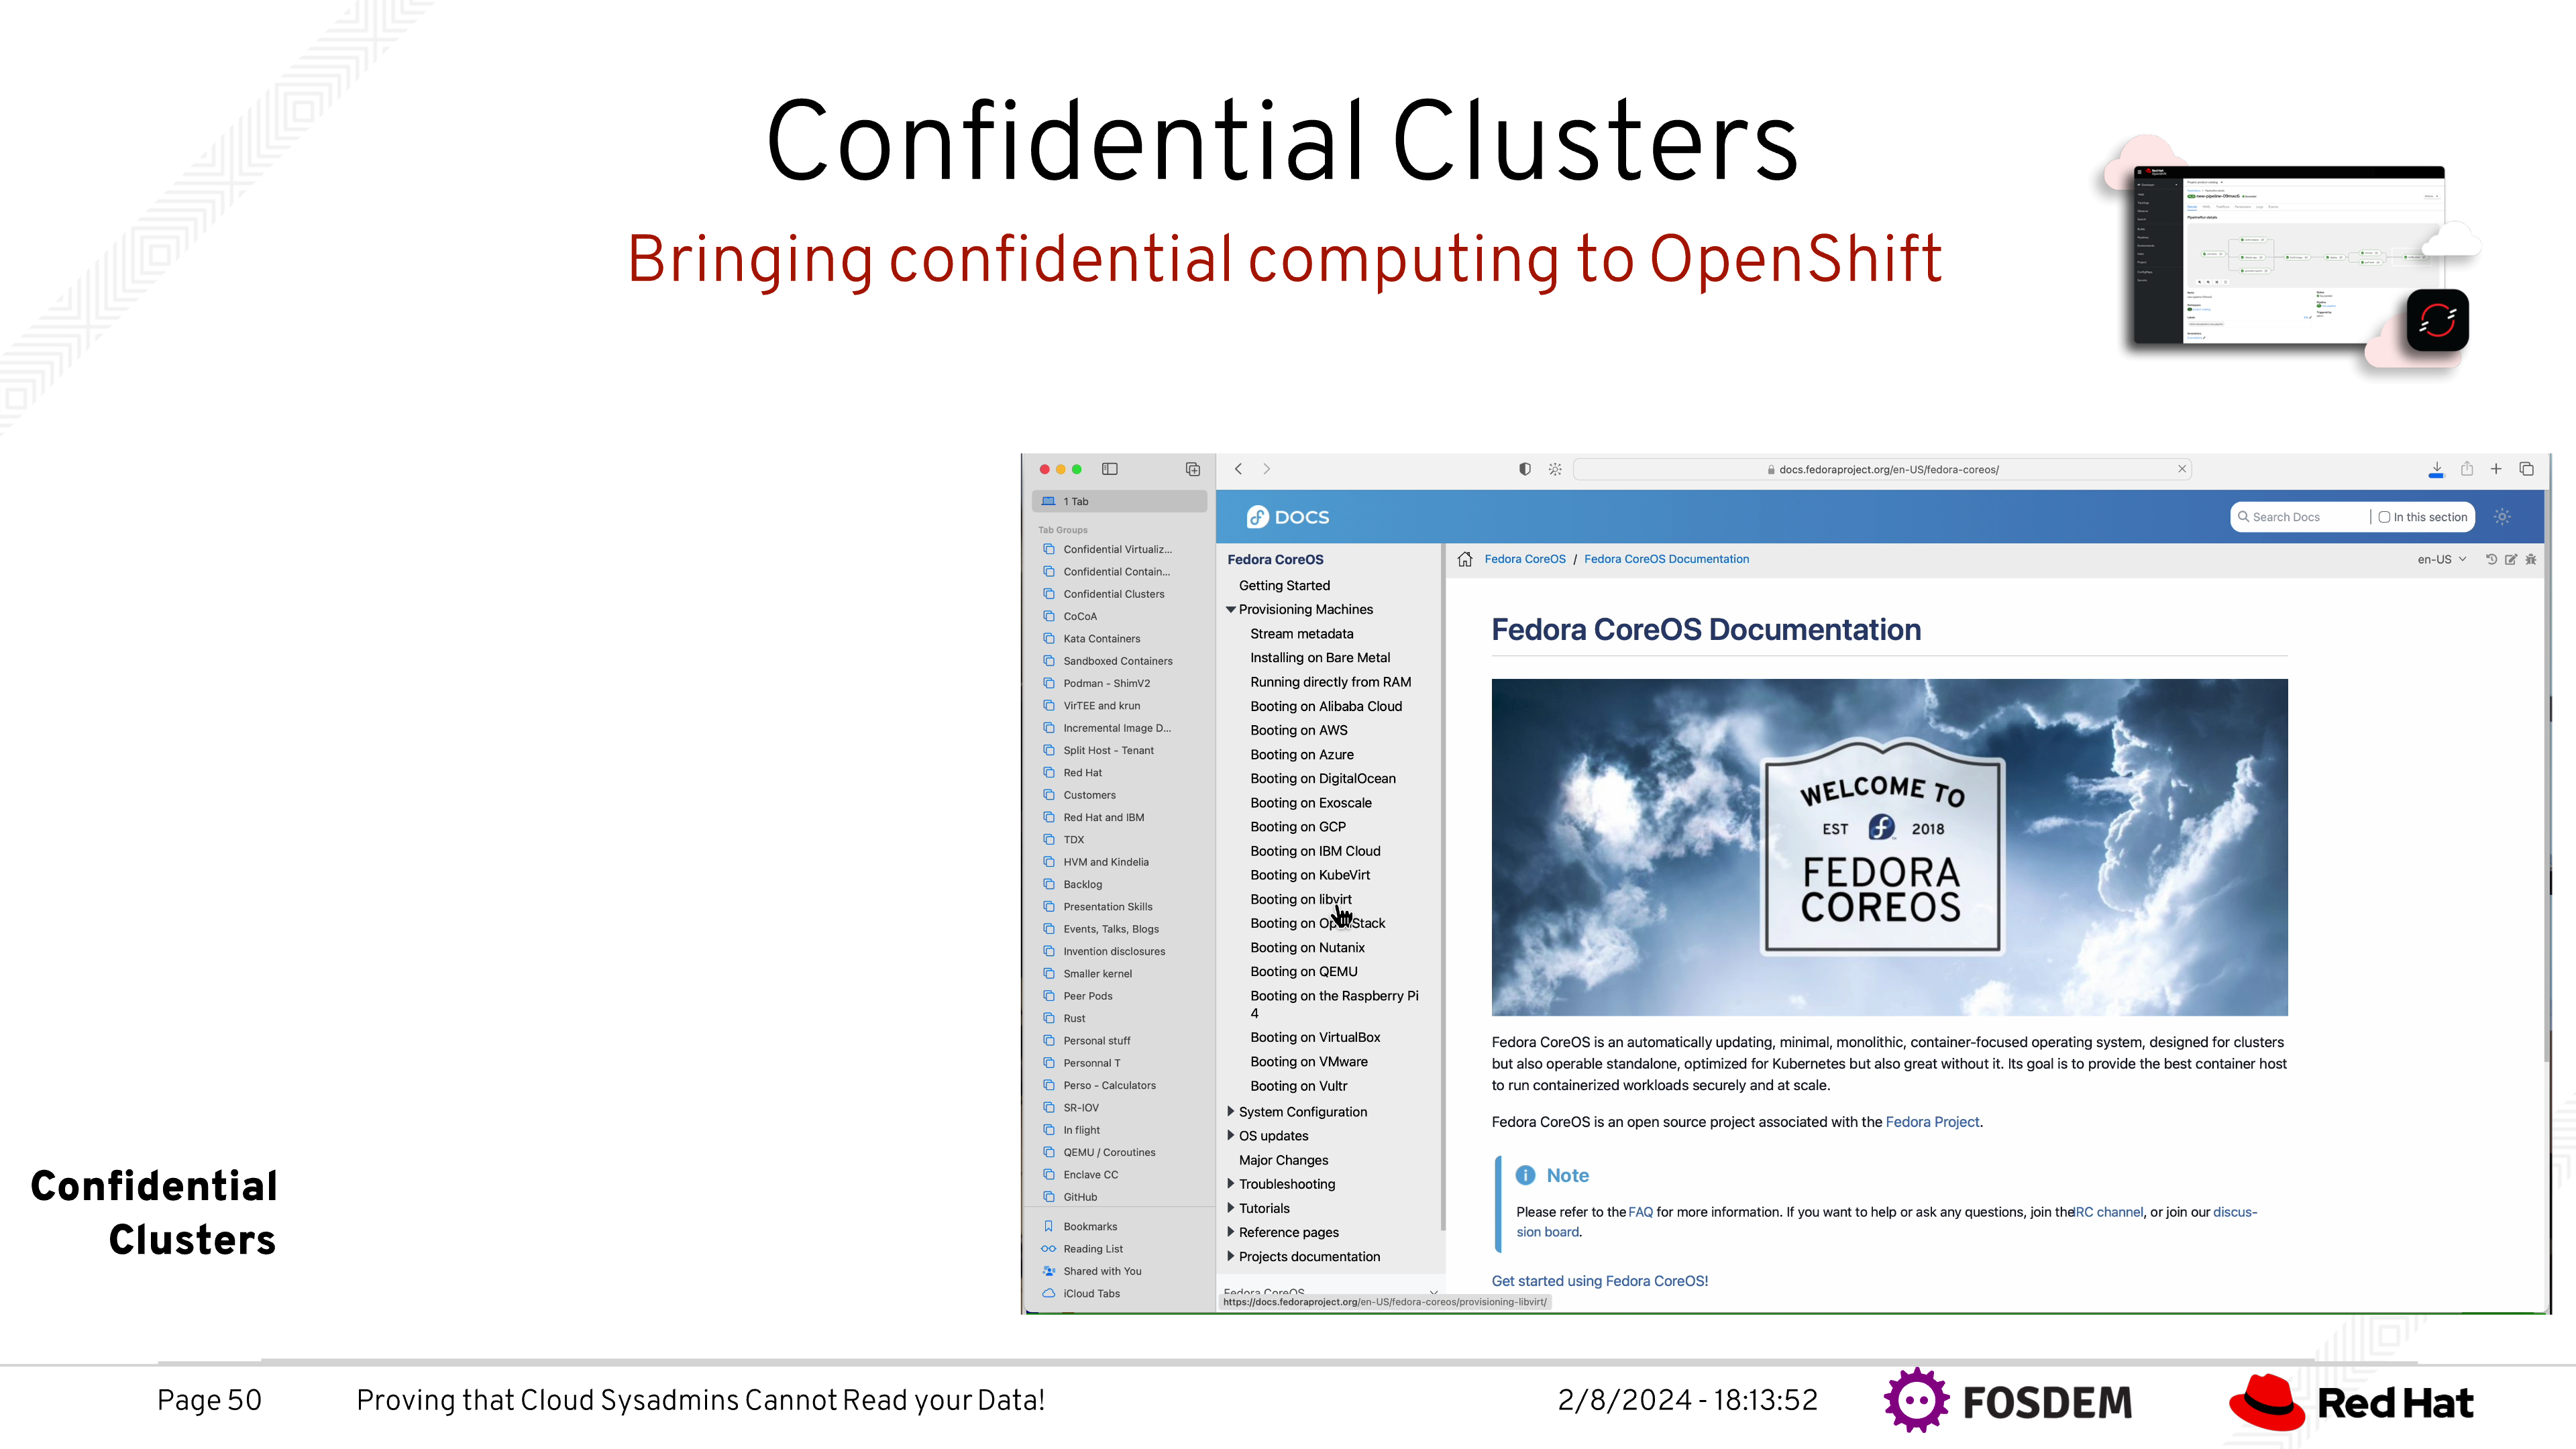 Confidential Clusters
Bringing confidential computing to OpenShift
1 Tab
Tab Groups
Confidential Virtualiz...
Confidential Contain...
Confidential Clusters
CoCoA
Kata Containers
Sandboxed Containers
Podman - ShimV2
VirTEE and krun
Incremental Image D...
Split Host - Tenant
Red Hat
Customers
Red Hat and IBM
TDX
HVM and Kindelia
Backlog
Presentation Skills
Events, Talks, Blogs
Invention disclosures
Smaller kernel
Peer Pods
Rust
Personal stuff
Personnal T
Perso - Calculators
SR-IOV
In flight
QEMU / Coroutines
Enclave CC
GitHub
Bookmarks
Reading List
Shared with You
iCloud Tabs
docs.fedoraproject.org/en-US/fedora-coreos/
DOCS
Search Docs
In this section
Fedora CoreOS
Getting Started
Provisioning Machines
Stream metadata
Installing on Bare Metal
Running directly from RAM
Booting on Alibaba Cloud
Booting on AWS
Booting on Azure
Booting on DigitalOcean
Booting on Exoscale
Booting on GCP
Booting on IBM Cloud
Booting on KubeVirt
Booting on libvirt
Booting on OpenStack
Booting on Nutanix
Booting on QEMU
Booting on the Raspberry Pi
4
Booting on VirtualBox
Booting on VMware
Booting on Vultr
System Configuration
OS updates
Major Changes
Troubleshooting
Tutorials
Reference pages
Projects documentation
Fedora CoreOS
https://docs.fedoraproject.org/en-US/fedora-coreos/provisioning-libvirt/
Fedora CoreOS / Fedora CoreOS Documentation
en-US
Fedora CoreOS Documentation
WELCOME TO
EST 2018
FEDORA
COREOS
Fedora CoreOS is an automatically updating, minimal, monolithic, container-focused operating system, designed for clusters
but also operable standalone, optimized for Kubernetes but also great without it. Its goal is to provide the best container host
to run containerized workloads securely and at scale.
Fedora CoreOS is an open source project associated with the Fedora Project.
Note
Please refer to the FAQ for more information. If you want to help or ask any questions, join the IRC channel, or join our discus-
sion board.
Get started using Fedora CoreOS!
Confidential
Clusters
Page 50
Proving that Cloud Sysadmins Cannot Read your Data!
2/8/2024 - 18:13:52
FOSDEM
Red Hat